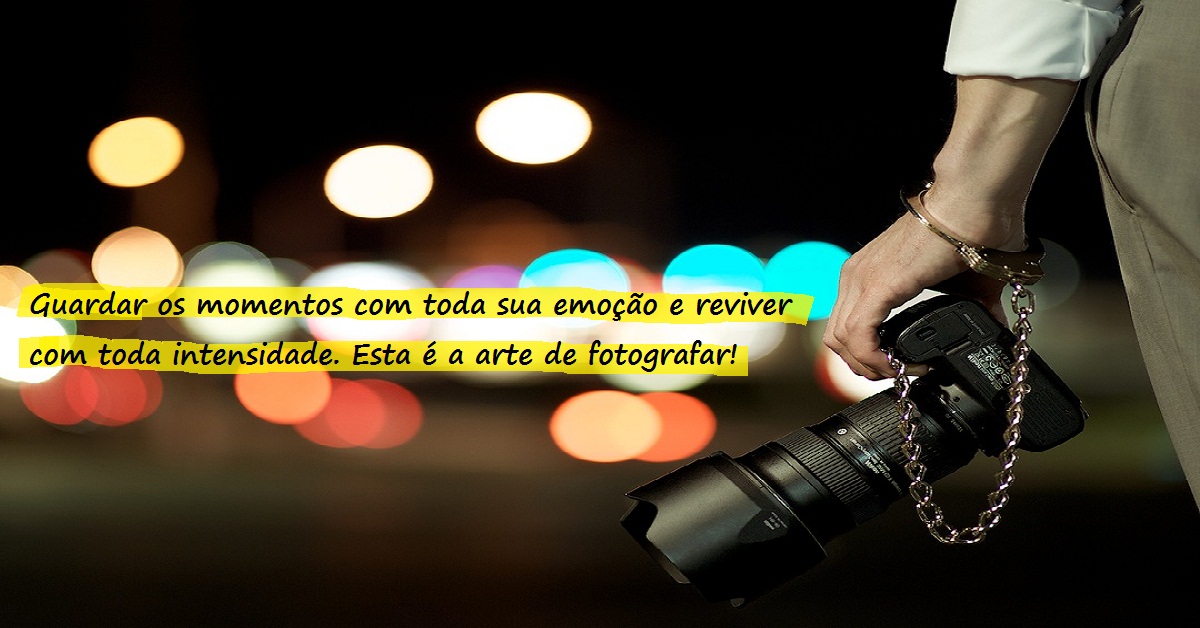 Guardar os momentos com toda sua emoção e reviver
com toda intensidade. Esta é a arte de fotografar!